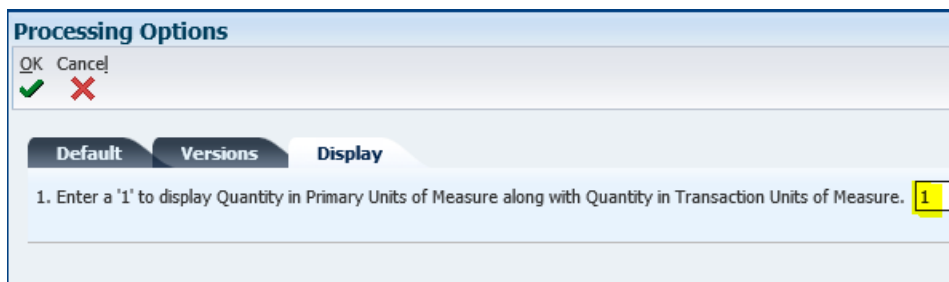 Processing Options
OK Cancel
Default Versions Display
1. Enter a '1' to display Quantity in Primary Units of Measure along with Quantity in Transaction Units of Measure. 1